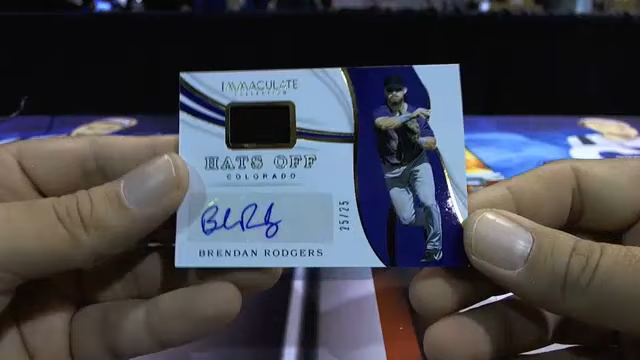 IMMACULATE
COLLECTION
HATS OFF
COLORADO
25/25
BRENDAN RODGERS